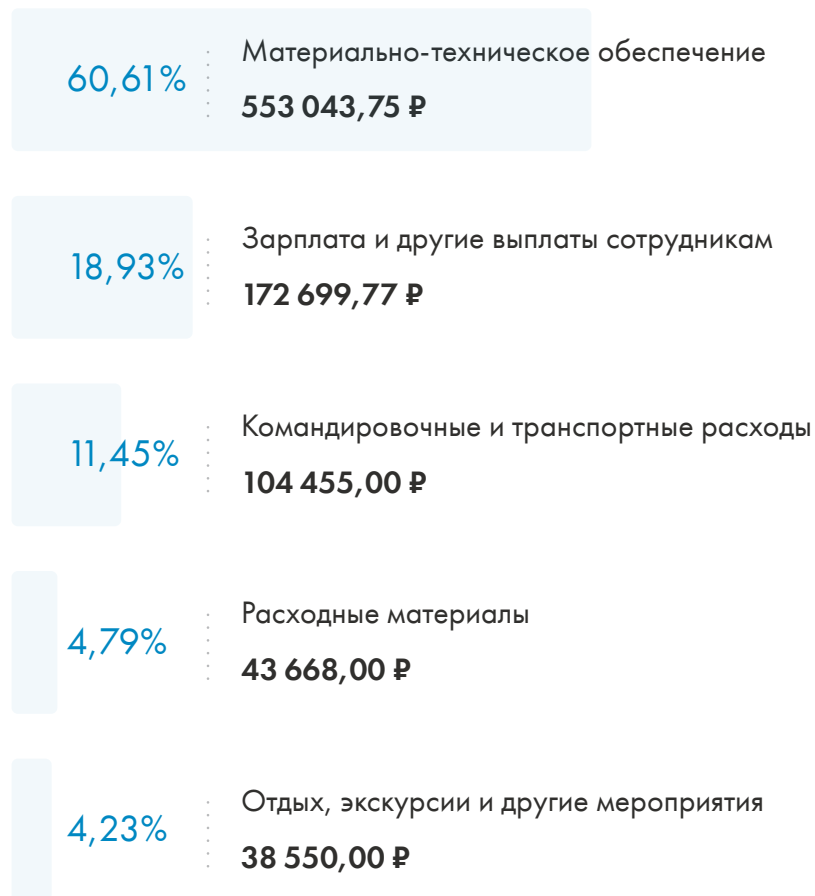 60,61%
Материально-техническое обеспечение
553 043,75 ₽
18,93%
Зарплата и другие выплаты сотрудникам
172 699,77 ₽
11,45%
Командировочные и транспортные расходы
104 455,00 ₽
4,79%
Расходные материалы
43 668,00 ₽
4,23%
Отдых, экскурсии и другие мероприятия
38 550,00 ₽